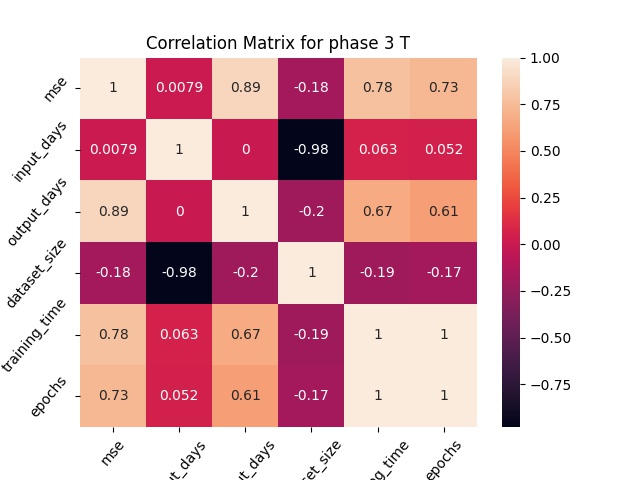 Correlation Matrix for phase 3 T
mse 1 0.0079 0.89 -0.18 0.78 0.73
input_days 0.0079 1 0 -0.98 0.063 0.052
output_days 0.89 0 1 -0.2 0.67 0.61
dataset_size -0.18 -0.98 -0.2 1 -0.19 -0.17
training_time 0.78 0.063 0.67 -0.19 1 1
epochs 0.73 0.052 0.61 -0.17 1 1
mse ut_days ut_days set_size ng_time epochs
1.00
0.75
0.50
0.25
0.00
−0.25
−0.50
−0.75